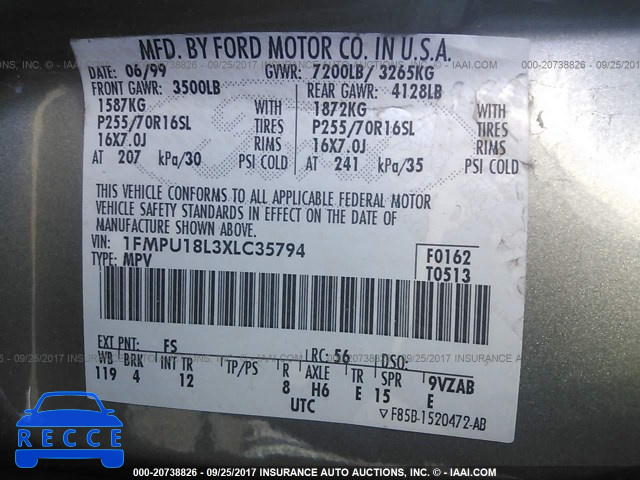 MFD. BY FORD MOTOR CO. IN U.S.A.
DATE: 06/99 GVWR: 7200LB/ 3265KG
FRONT GAWR: 3500LB REAR GAWR: 4128LB
1587KG WITH 1872KG WITH
P255/70R16SL TIRES P255/70R16SL TIRES
16X7.0J RIMS 16X7.0J RIMS
AT 207 kPa/30 PSI COLD AT 241 kPa/35 PSI COLD
THIS VEHICLE CONFORMS TO ALL APPLICABLE FEDERAL MOTOR
VEHICLE SAFETY STANDARDS IN EFFECT ON THE DATE OF
MANUFACTURE SHOWN ABOVE.
VIN: 1FMPU18L3XLC35794 F0162
TYPE: MPV T0513
EXT PNT: FS RC: 56 DSO:
WB BRK INT TR TP/PS R AXLE TR SPR 9VZAB
119 4 12 8 H6 E 15 E
UTC
▽F85B-1520472-AB
000-20738826 - 09/25/2017 INSURANCE AUTO AUCTIONS, INC. - IAAI.COM
RECCE